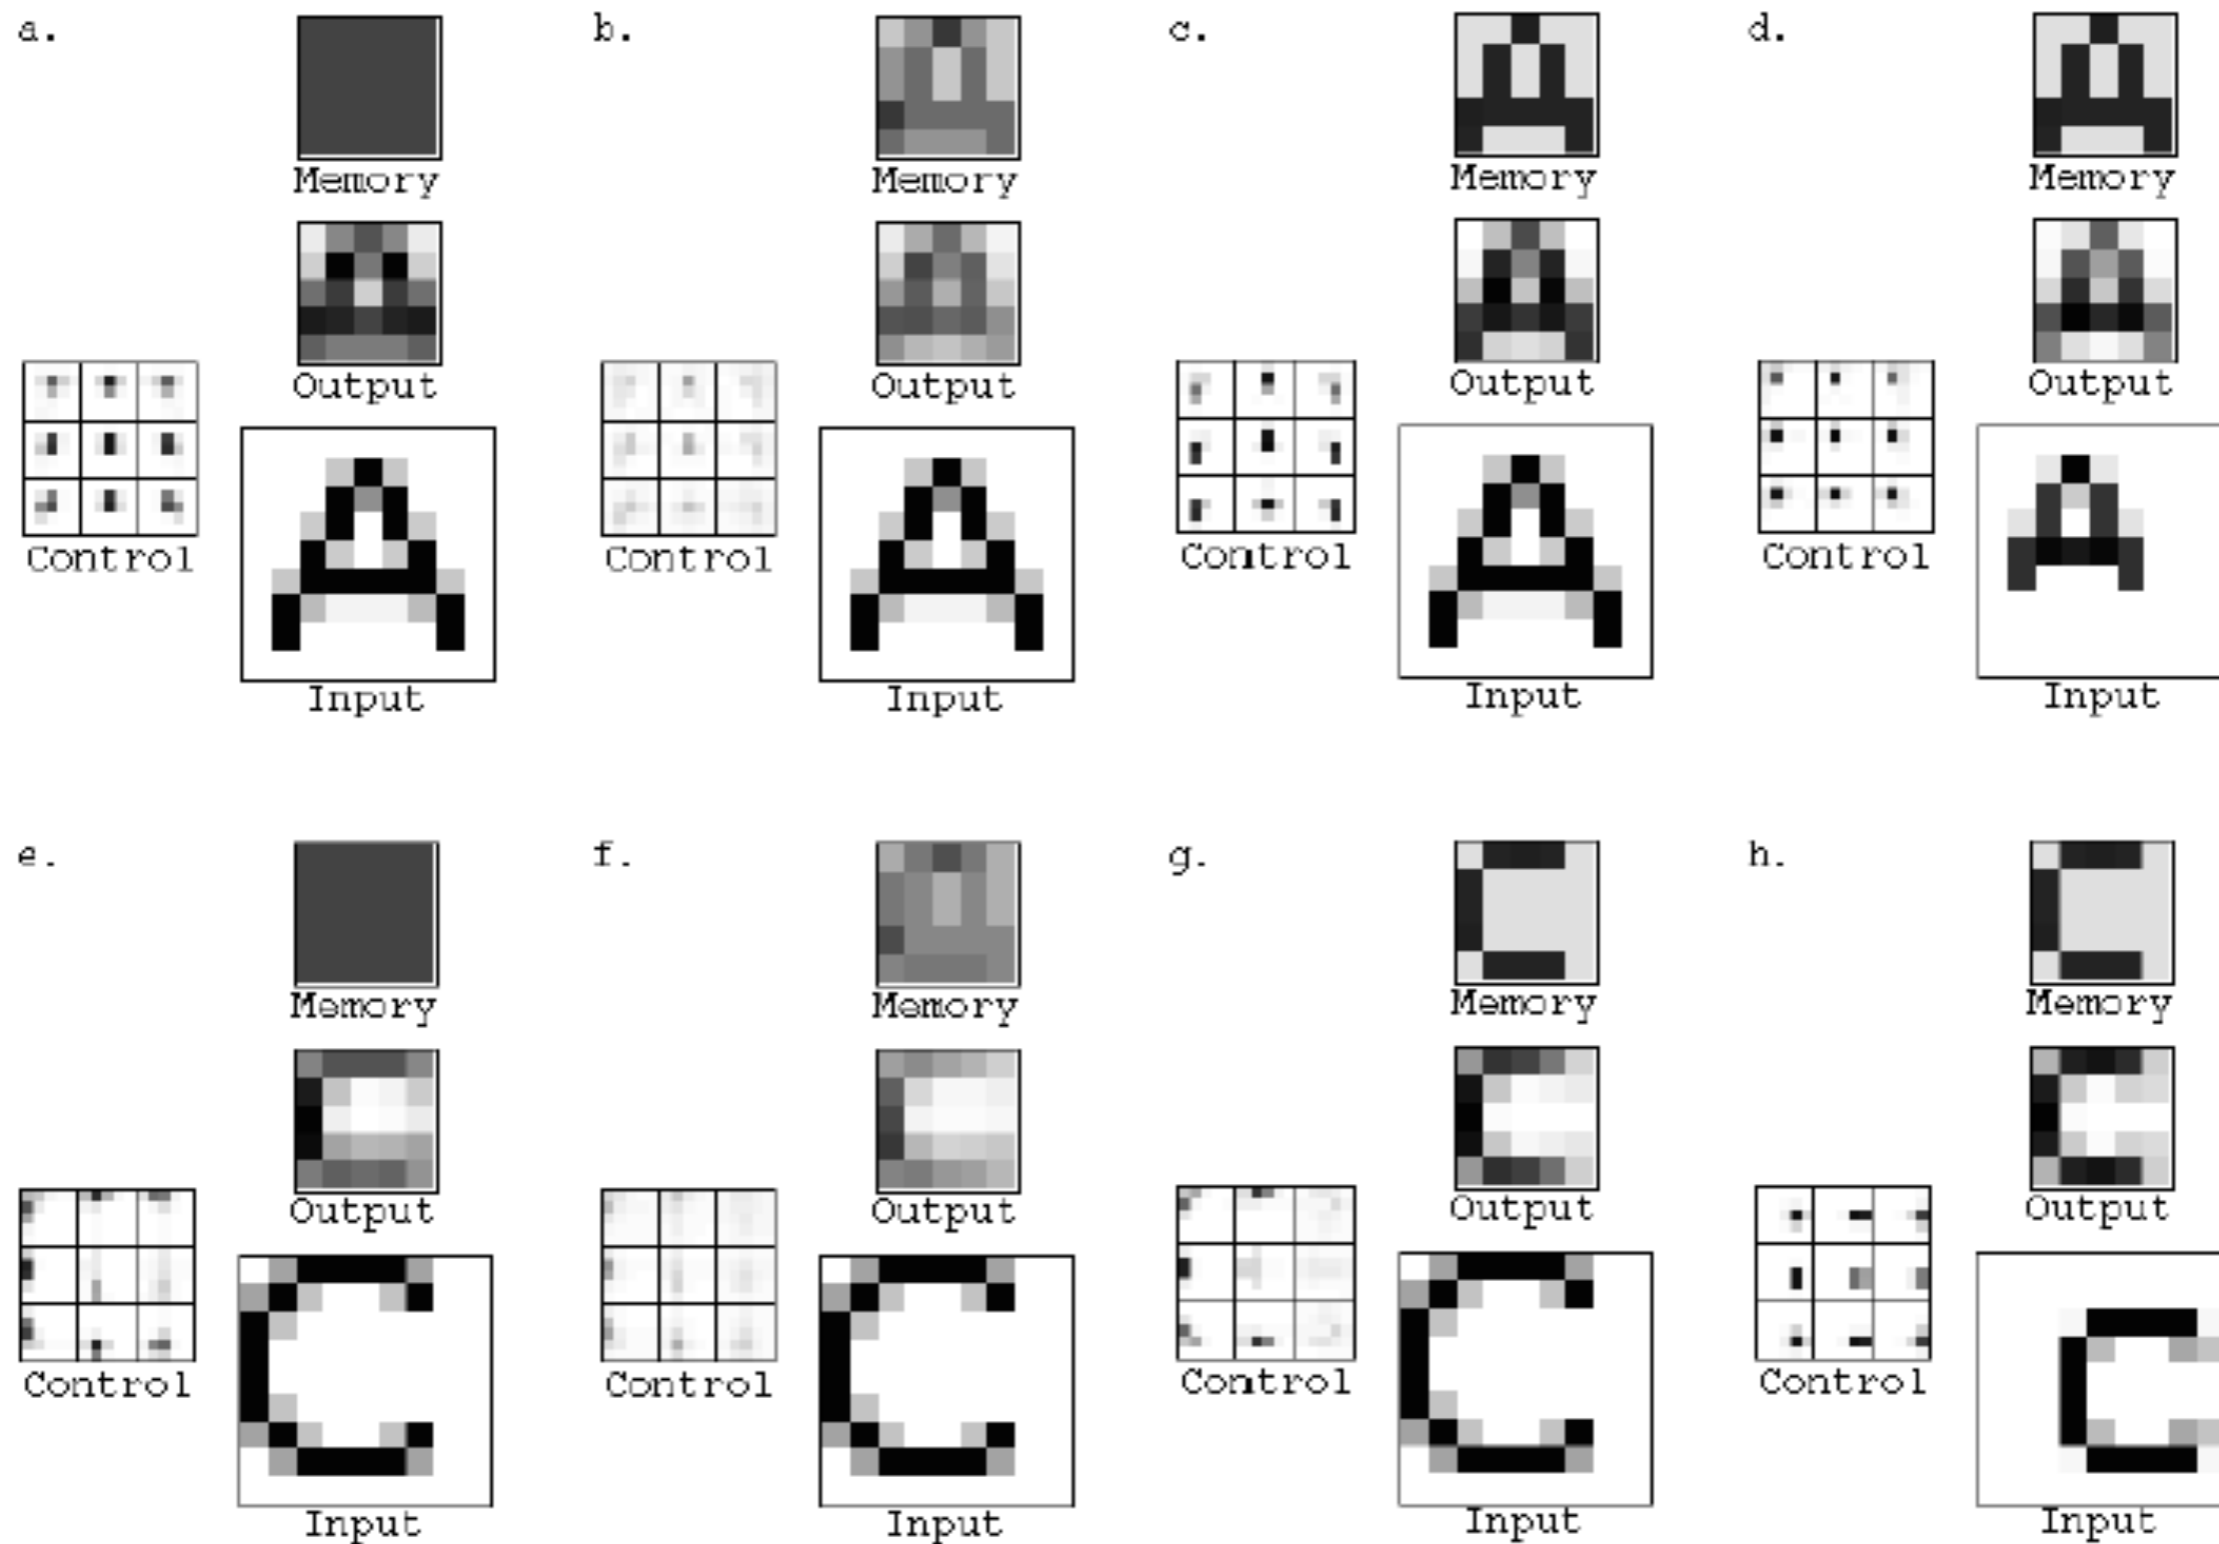 a. b. c. d.
Memory Memory Memory Memory
Output Output Output Output
Control Control Control Control
Input Input Input Input
e. f. g. h.
Memory Memory Memory Memory
Output Output Output Output
Control Control Control Control
Input Input Input Input